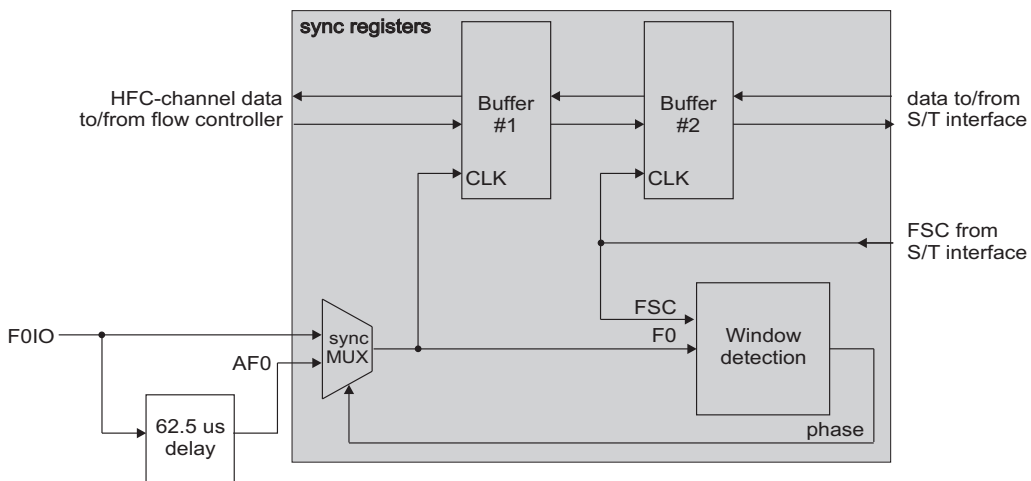 sync registers
HFC-channel data
to/from flow controller
Buffer
#1
Buffer
#2
data to/from
S/T interface
CLK
CLK
FSC from
S/T interface
FSC
F0
Window
detection
F0IO
sync
MUX
AF0
62.5 us
delay
phase